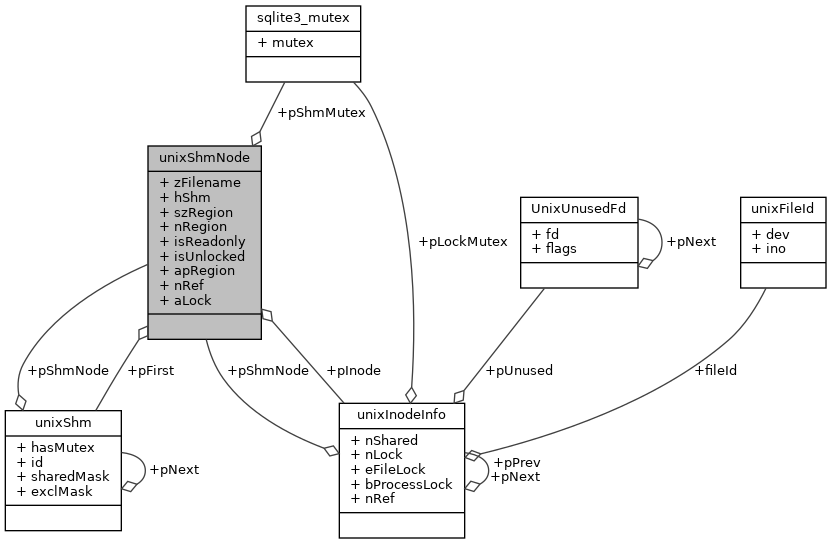 sqlite3_mutex
+ mutex
+pShmMutex
unixShmNode
+ zFilename
+ hShm
+ szRegion
+ nRegion
+ isReadonly
+ isUnlocked
+ apRegion
+ nRef
+ aLock
+pLockMutex
UnixUnusedFd
+ fd
+ flags
+pNext
unixFileId
+ dev
+ ino
+pShmNode
+pFirst
+pShmNode
+pInode
+pUnused
+fileId
unixShm
+ hasMutex
+ id
+ sharedMask
+ exclMask
+pNext
unixInodeInfo
+ nShared
+ nLock
+ eFileLock
+ bProcessLock
+ nRef
+pPrev
+pNext